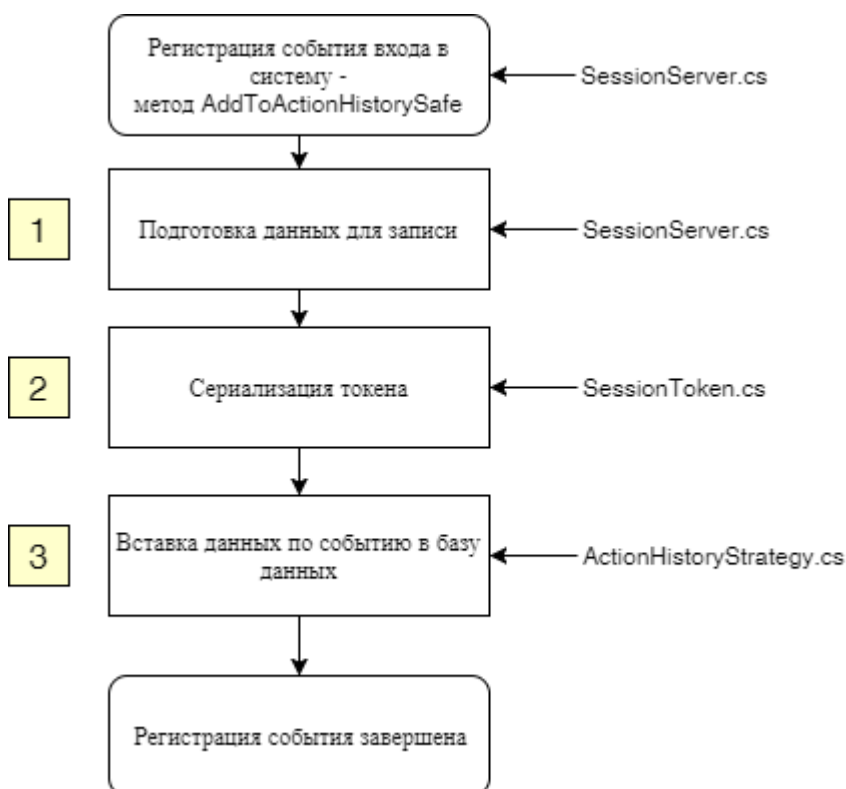 Регистрация события входа в
систему -
метод AddToActionHistorySafe
SessionServer.cs
1
Подготовка данных для записи
SessionServer.cs
2
Сериализация токена
SessionToken.cs
3
Вставка данных по событию в базу
данных
ActionHistoryStrategy.cs
Регистрация события завершена